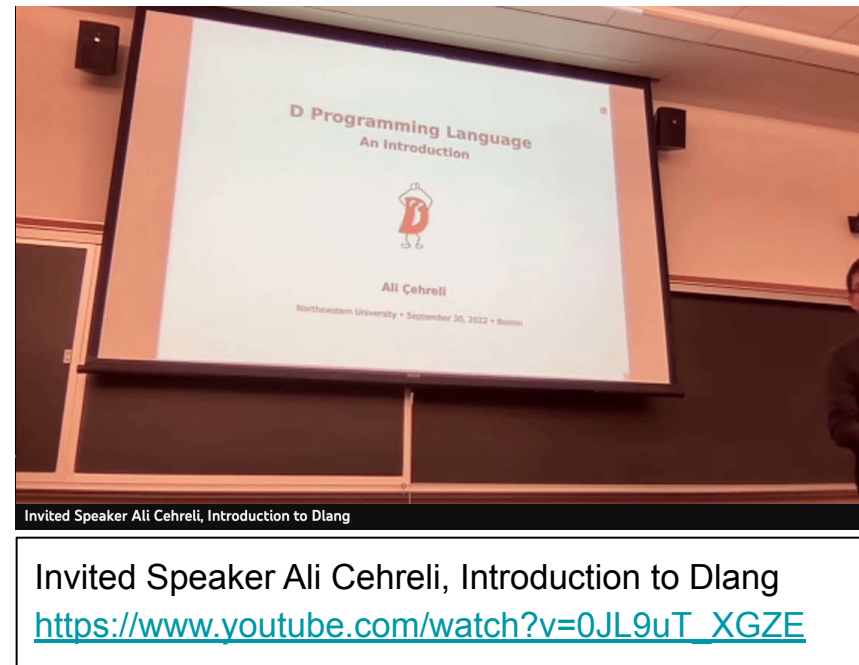 D Programming Language
An Introduction
D
Ali Çehreli
Northeastern University • September 30, 2022 • Boston
Invited Speaker Ali Cehreli, Introduction to Dlang
Invited Speaker Ali Cehreli, Introduction to Dlang
https://www.youtube.com/watch?v=0JL9uT_XGZE